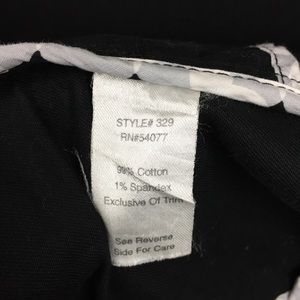 STYLE# 329
RN#54077
99% Cotton
1% Spandex
Exclusive Of Trim
See Reverse
Side For Care